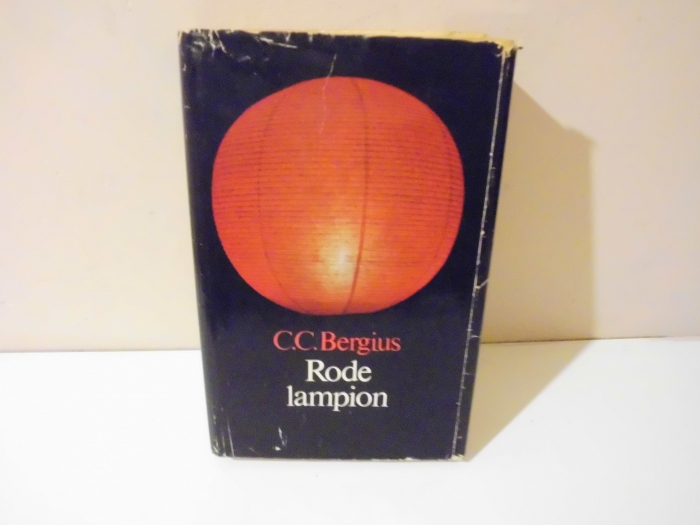 C.C. Bergius
Rode
lampion